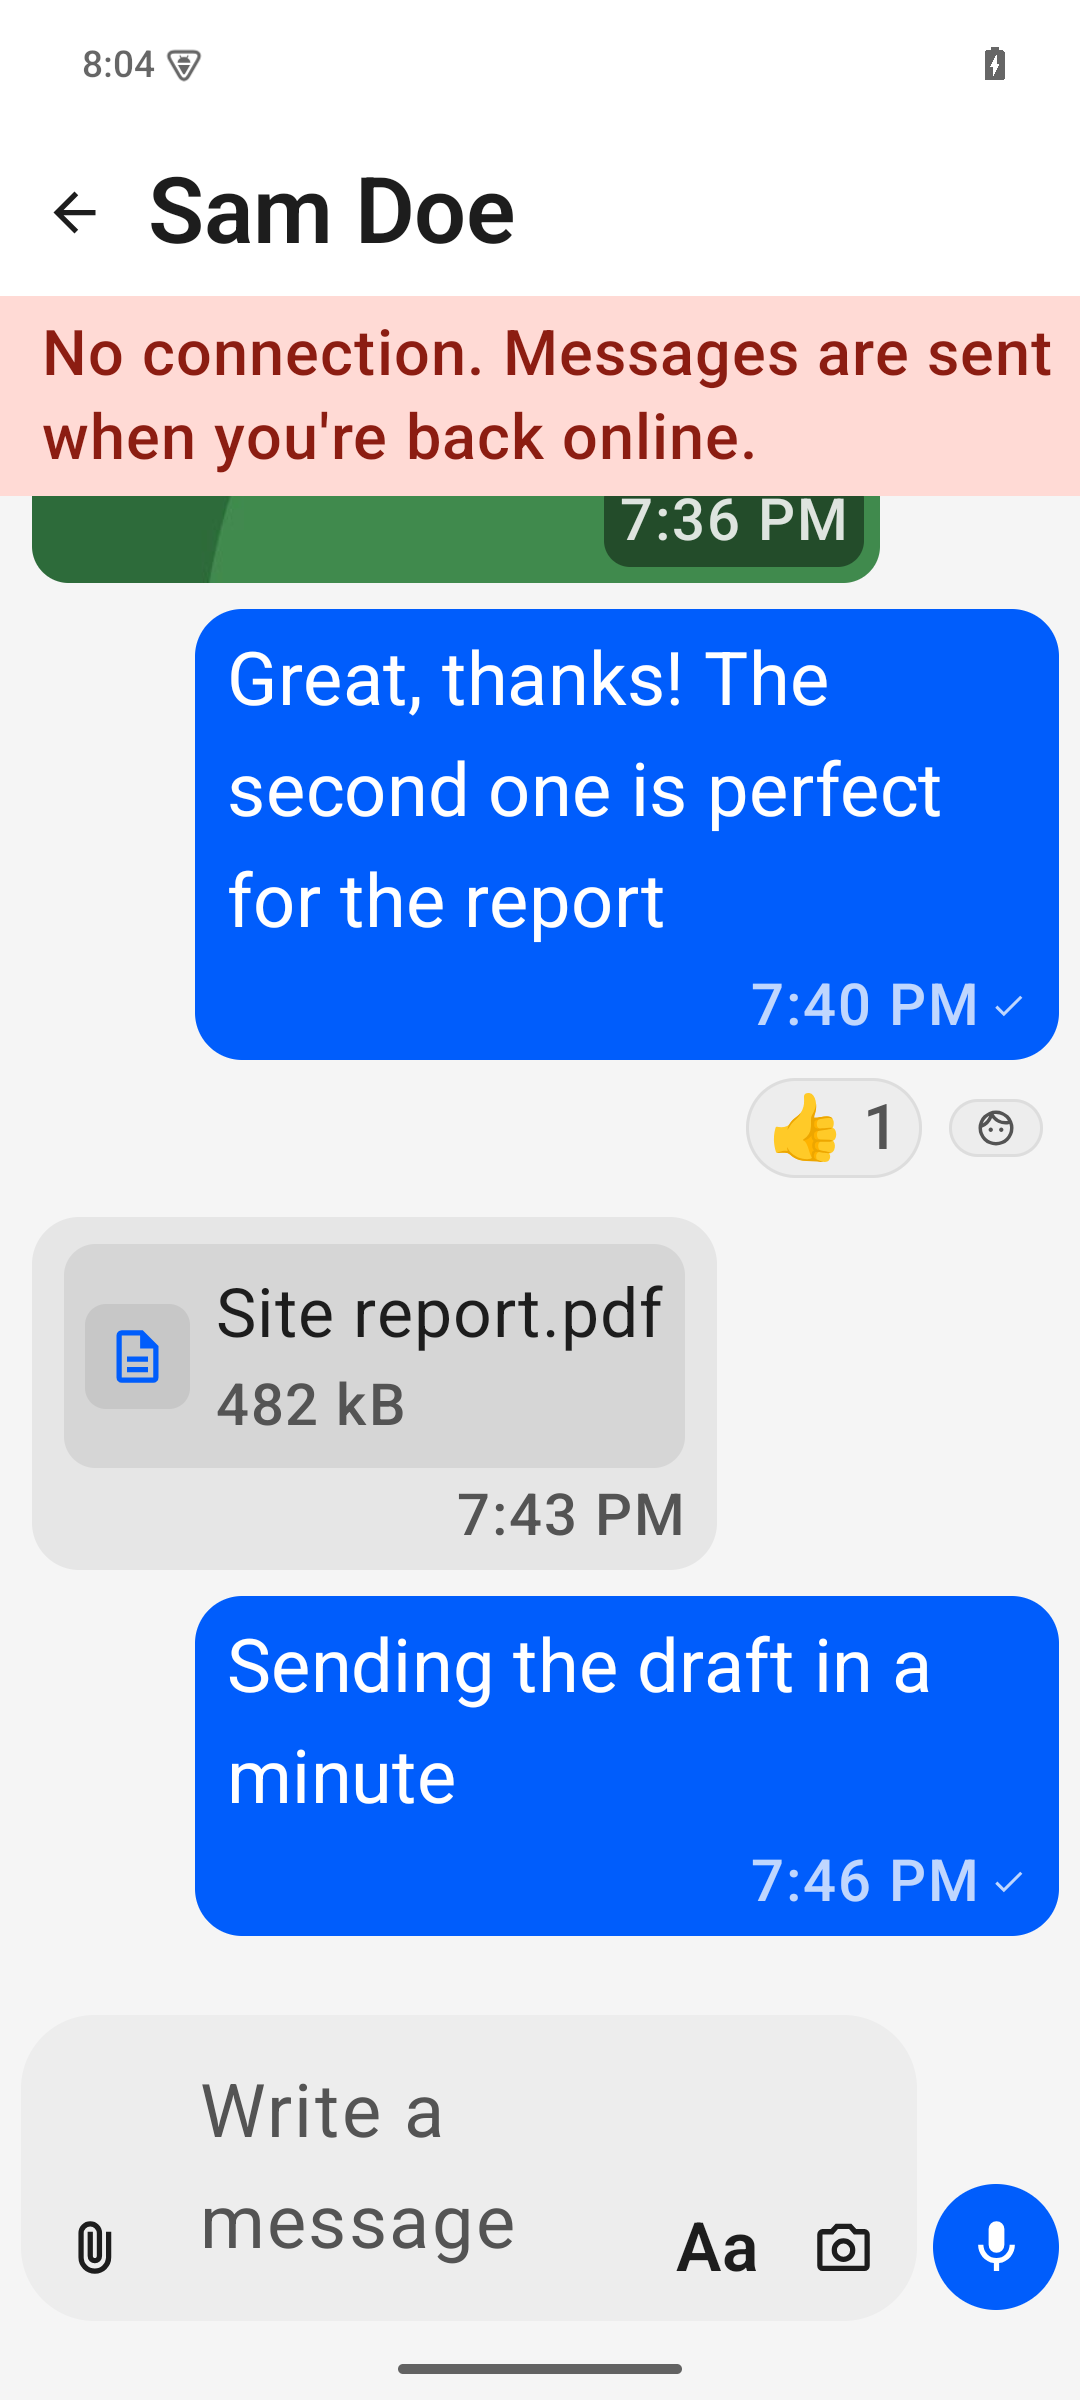 8:04
Sam Doe
No connection. Messages are sent
when you're back online.
7:36 PM
Great, thanks! The
second one is perfect
for the report
7:40 PM
👍 1
Site report.pdf
482 kB
7:43 PM
Sending the draft in a
minute
7:46 PM
Write a
message
Aa